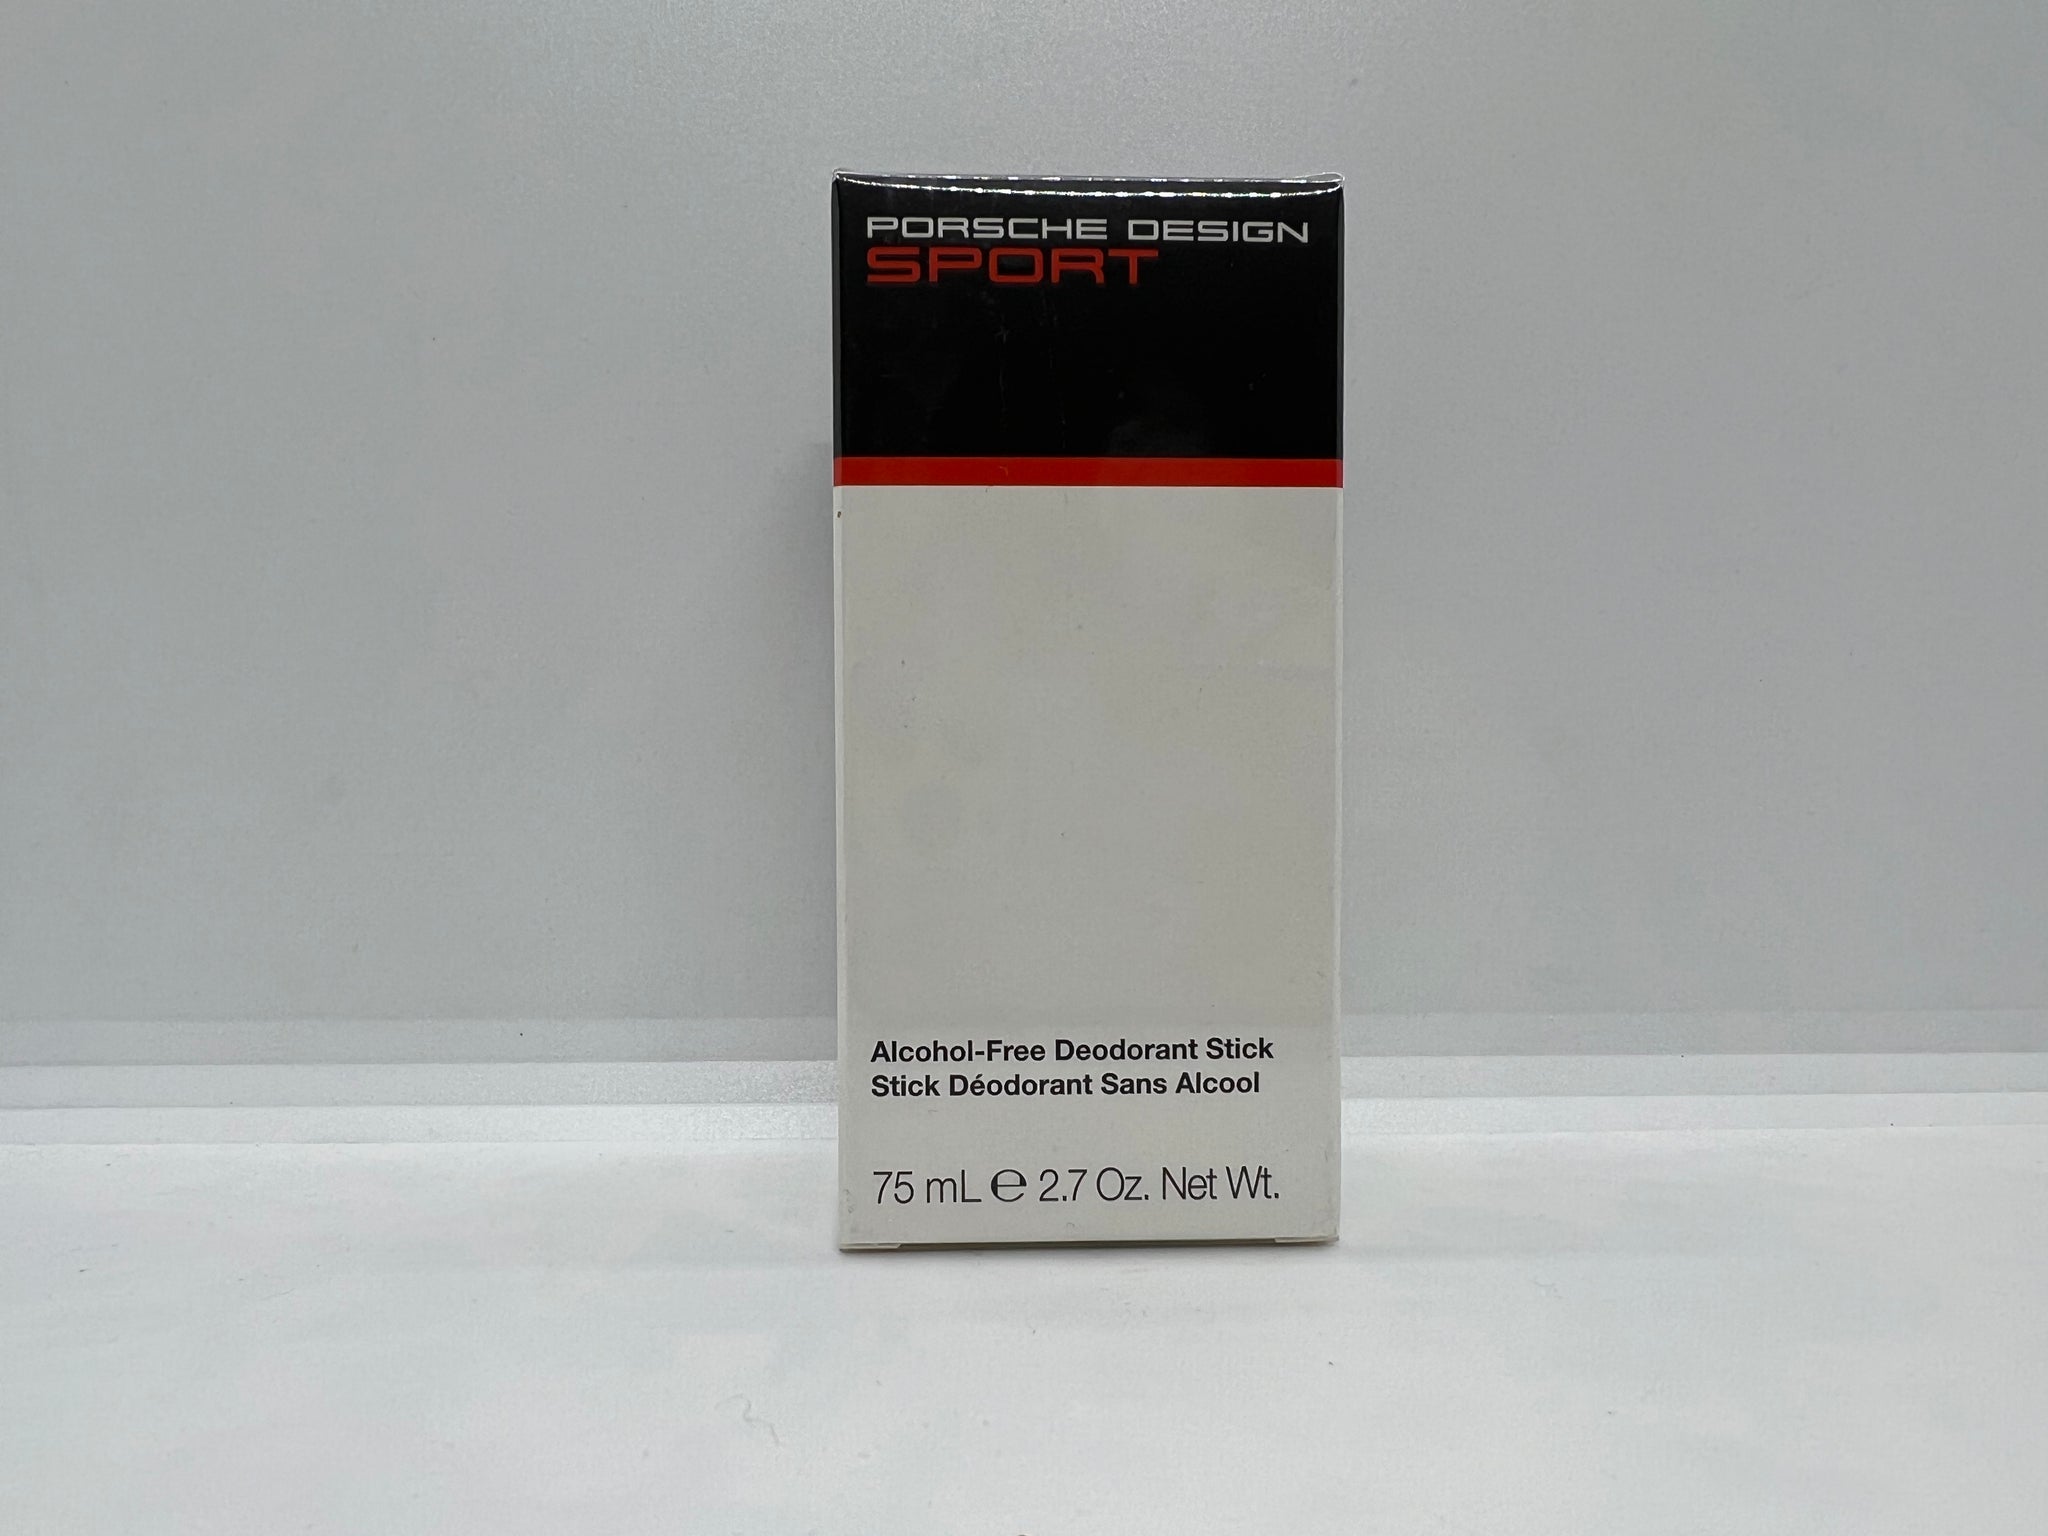 PORSCHE DESIGN
SPORT
Alcohol-Free Deodorant Stick
Stick Déodorant Sans Alcool
75 mL ℮ 2.7 Oz. Net Wt.